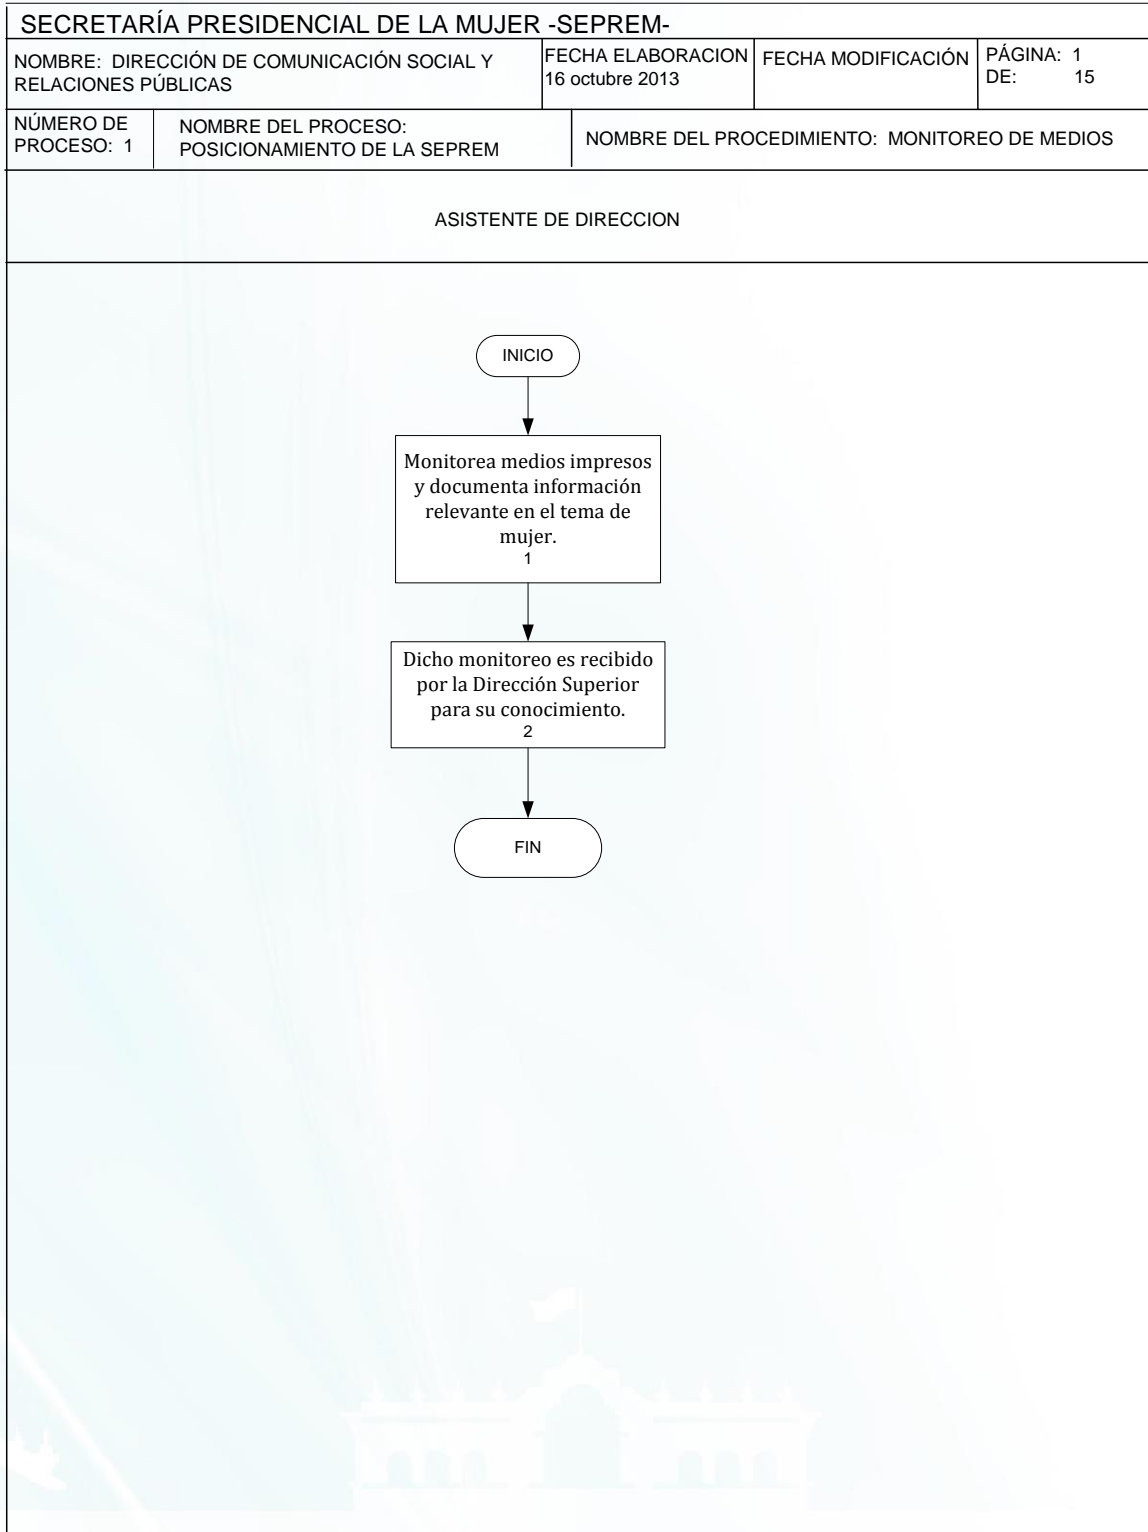 SECRETARÍA PRESIDENCIAL DE LA MUJER -SEPREM-
NOMBRE: DIRECCIÓN DE COMUNICACIÓN SOCIAL Y
RELACIONES PÚBLICAS
FECHA ELABORACION
16 octubre 2013
FECHA MODIFICACIÓN
PÁGINA: 1
DE: 15
NÚMERO DE
PROCESO: 1
NOMBRE DEL PROCESO:
POSICIONAMIENTO DE LA SEPREM
NOMBRE DEL PROCEDIMIENTO: MONITOREO DE MEDIOS
ASISTENTE DE DIRECCION
INICIO
Monitorea medios impresos
y documenta información
relevante en el tema de
mujer.
1
Dicho monitoreo es recibido
por la Dirección Superior
para su conocimiento.
2
FIN